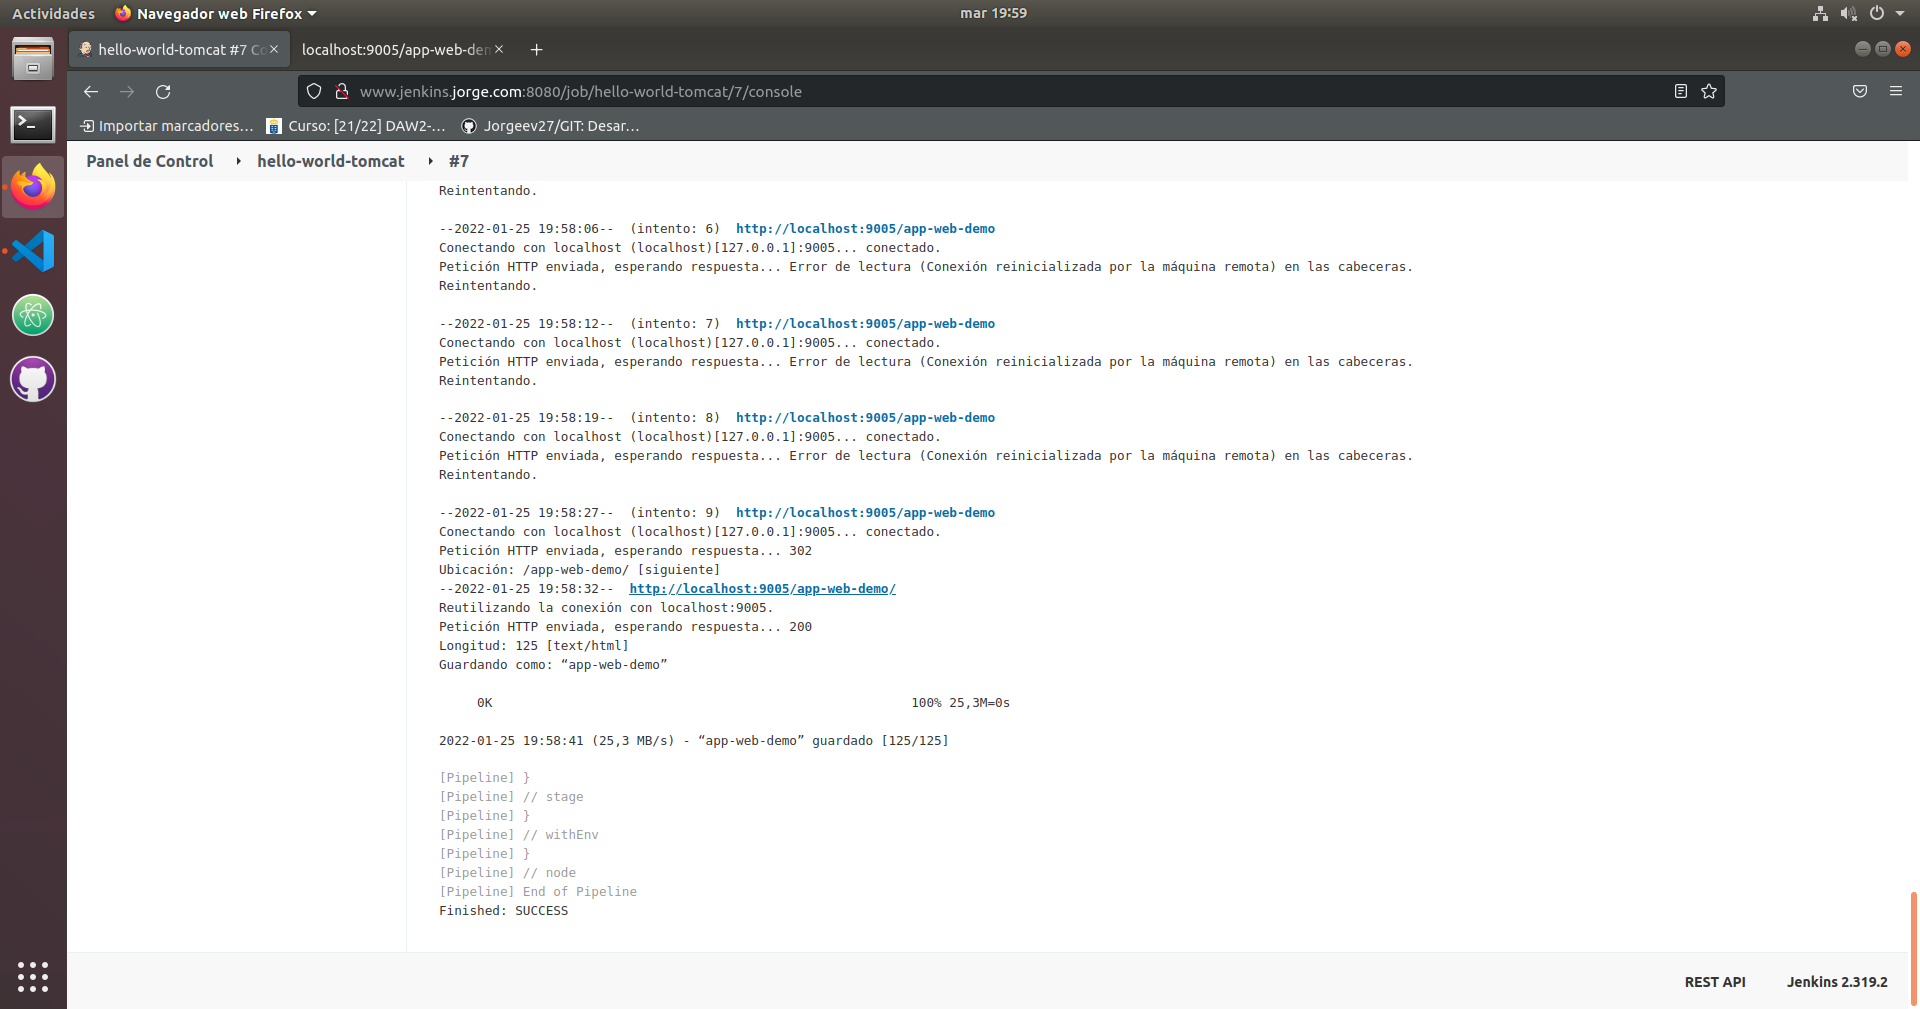 Actividades
Navegador web Firefox
mar 19:59
hello-world-tomcat #7 Co
localhost:9005/app-web-den
www.jenkins.jorge.com:8080/job/hello-world-tomcat/7/console
Importar marcadores…
Curso: [21/22] DAW2-…
Jorgeev27/GIT: Desar…
Panel de Control
hello-world-tomcat
#7
Reintentando.
--2022-01-25 19:58:06--  (intento: 6)  http://localhost:9005/app-web-demo
Conectando con localhost (localhost)[127.0.0.1]:9005... conectado.
Petición HTTP enviada, esperando respuesta... Error de lectura (Conexión reinicializada por la máquina remota) en las cabeceras.
Reintentando.
--2022-01-25 19:58:12--  (intento: 7)  http://localhost:9005/app-web-demo
Conectando con localhost (localhost)[127.0.0.1]:9005... conectado.
Petición HTTP enviada, esperando respuesta... Error de lectura (Conexión reinicializada por la máquina remota) en las cabeceras.
Reintentando.
--2022-01-25 19:58:19--  (intento: 8)  http://localhost:9005/app-web-demo
Conectando con localhost (localhost)[127.0.0.1]:9005... conectado.
Petición HTTP enviada, esperando respuesta... Error de lectura (Conexión reinicializada por la máquina remota) en las cabeceras.
Reintentando.
--2022-01-25 19:58:27--  (intento: 9)  http://localhost:9005/app-web-demo
Conectando con localhost (localhost)[127.0.0.1]:9005... conectado.
Petición HTTP enviada, esperando respuesta... 302
Ubicación: /app-web-demo/ [siguiente]
--2022-01-25 19:58:32--  http://localhost:9005/app-web-demo/
Reutilizando la conexión con localhost:9005.
Petición HTTP enviada, esperando respuesta... 200
Longitud: 125 [text/html]
Guardando como: “app-web-demo”
0K                                                       100% 25,3M=0s
2022-01-25 19:58:41 (25,3 MB/s) - “app-web-demo” guardado [125/125]
[Pipeline] }
[Pipeline] // stage
[Pipeline] }
[Pipeline] // withEnv
[Pipeline] }
[Pipeline] // node
[Pipeline] End of Pipeline
Finished: SUCCESS
REST API
Jenkins 2.319.2